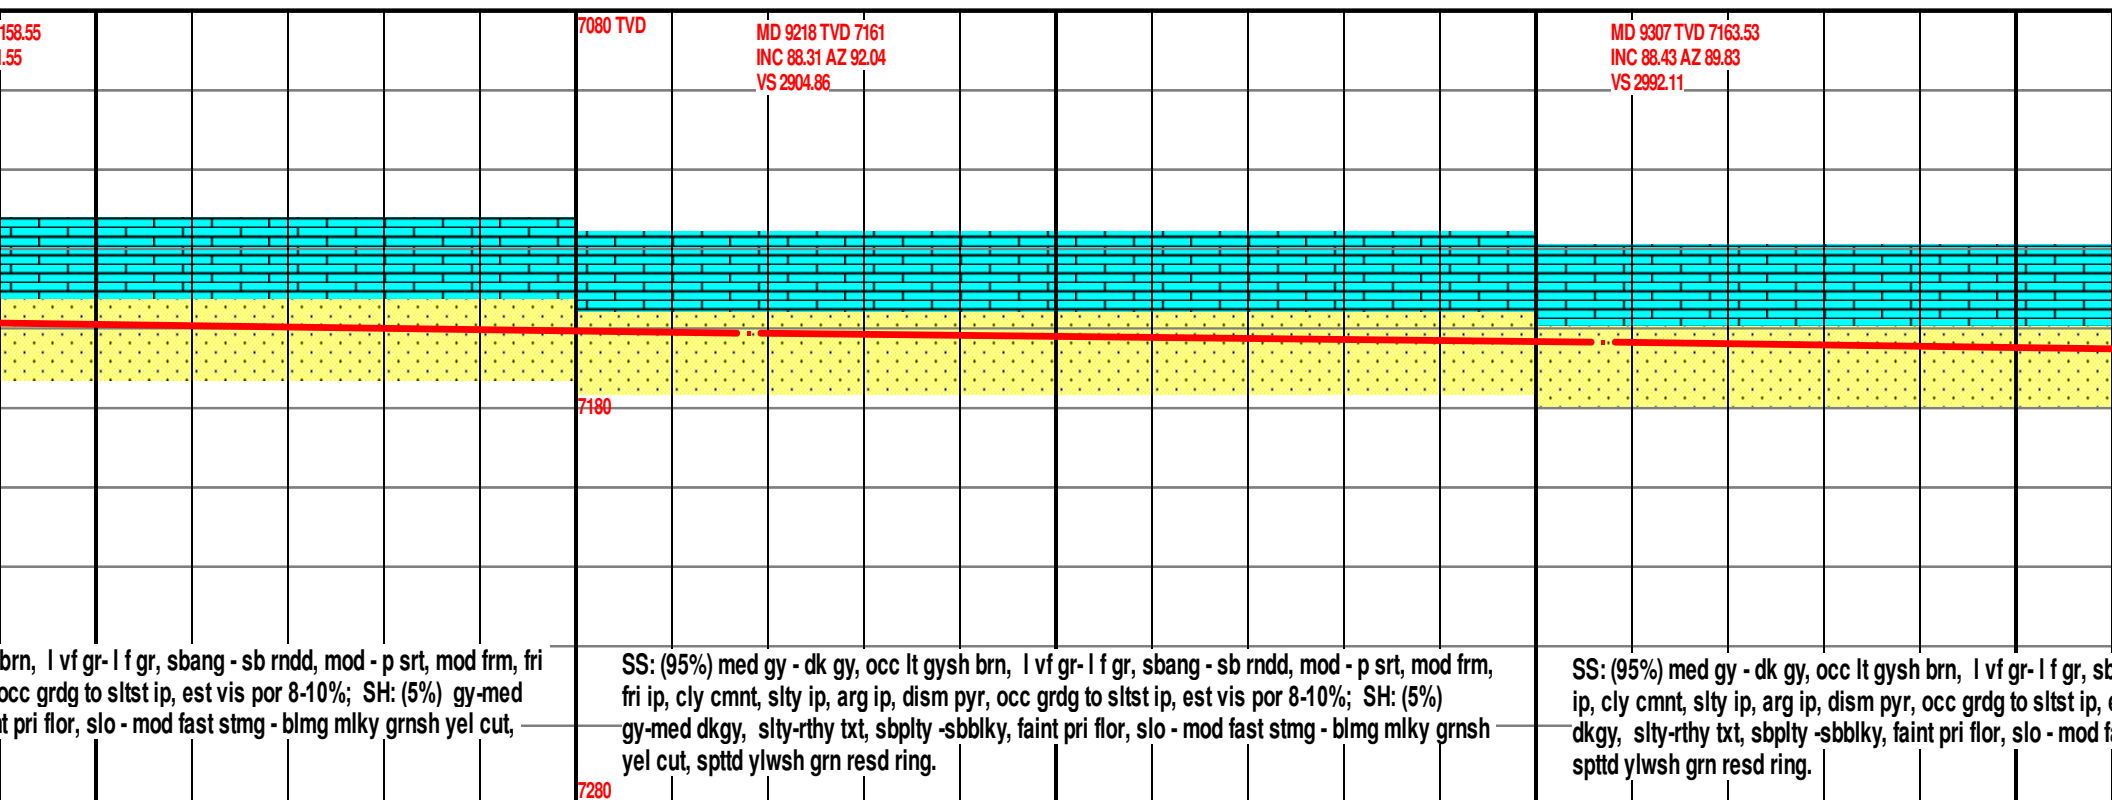 158.55
.55
7080 TVD
MD 9218 TVD 7161
INC 88.31 AZ 92.04
VS 2904.86
MD 9307 TVD 7163.53
INC 88.43 AZ 89.83
VS 2992.11
7180
brn, l vf gr- l f gr, sbang - sb rndd, mod - p srt, mod frm, fri
occ grdg to sltst ip, est vis por 8-10%; SH: (5%) gy-med
pri flor, slo - mod fast stmg - blmg mlky grnsh yel cut,
SS: (95%) med gy - dk gy, occ lt gysh brn, l vf gr- l f gr, sbang - sb rndd, mod - p srt, mod frm,
fri ip, cly cmnt, slty ip, arg ip, dism pyr, occ grdg to sltst ip, est vis por 8-10%; SH: (5%)
gy-med dkgy, slty-rthy txt, sbplty -sbblky, faint pri flor, slo - mod fast stmg - blmg mlky grnsh
yel cut, spttd ylwsh grn resd ring.
SS: (95%) med gy - dk gy, occ lt gysh brn, l vf gr- l f gr, sb
ip, cly cmnt, slty ip, arg ip, dism pyr, occ grdg to sltst ip,
dkgy, slty-rthy txt, sbplty -sbblky, faint pri flor, slo - mod
spttd ylwsh grn resd ring.
7280